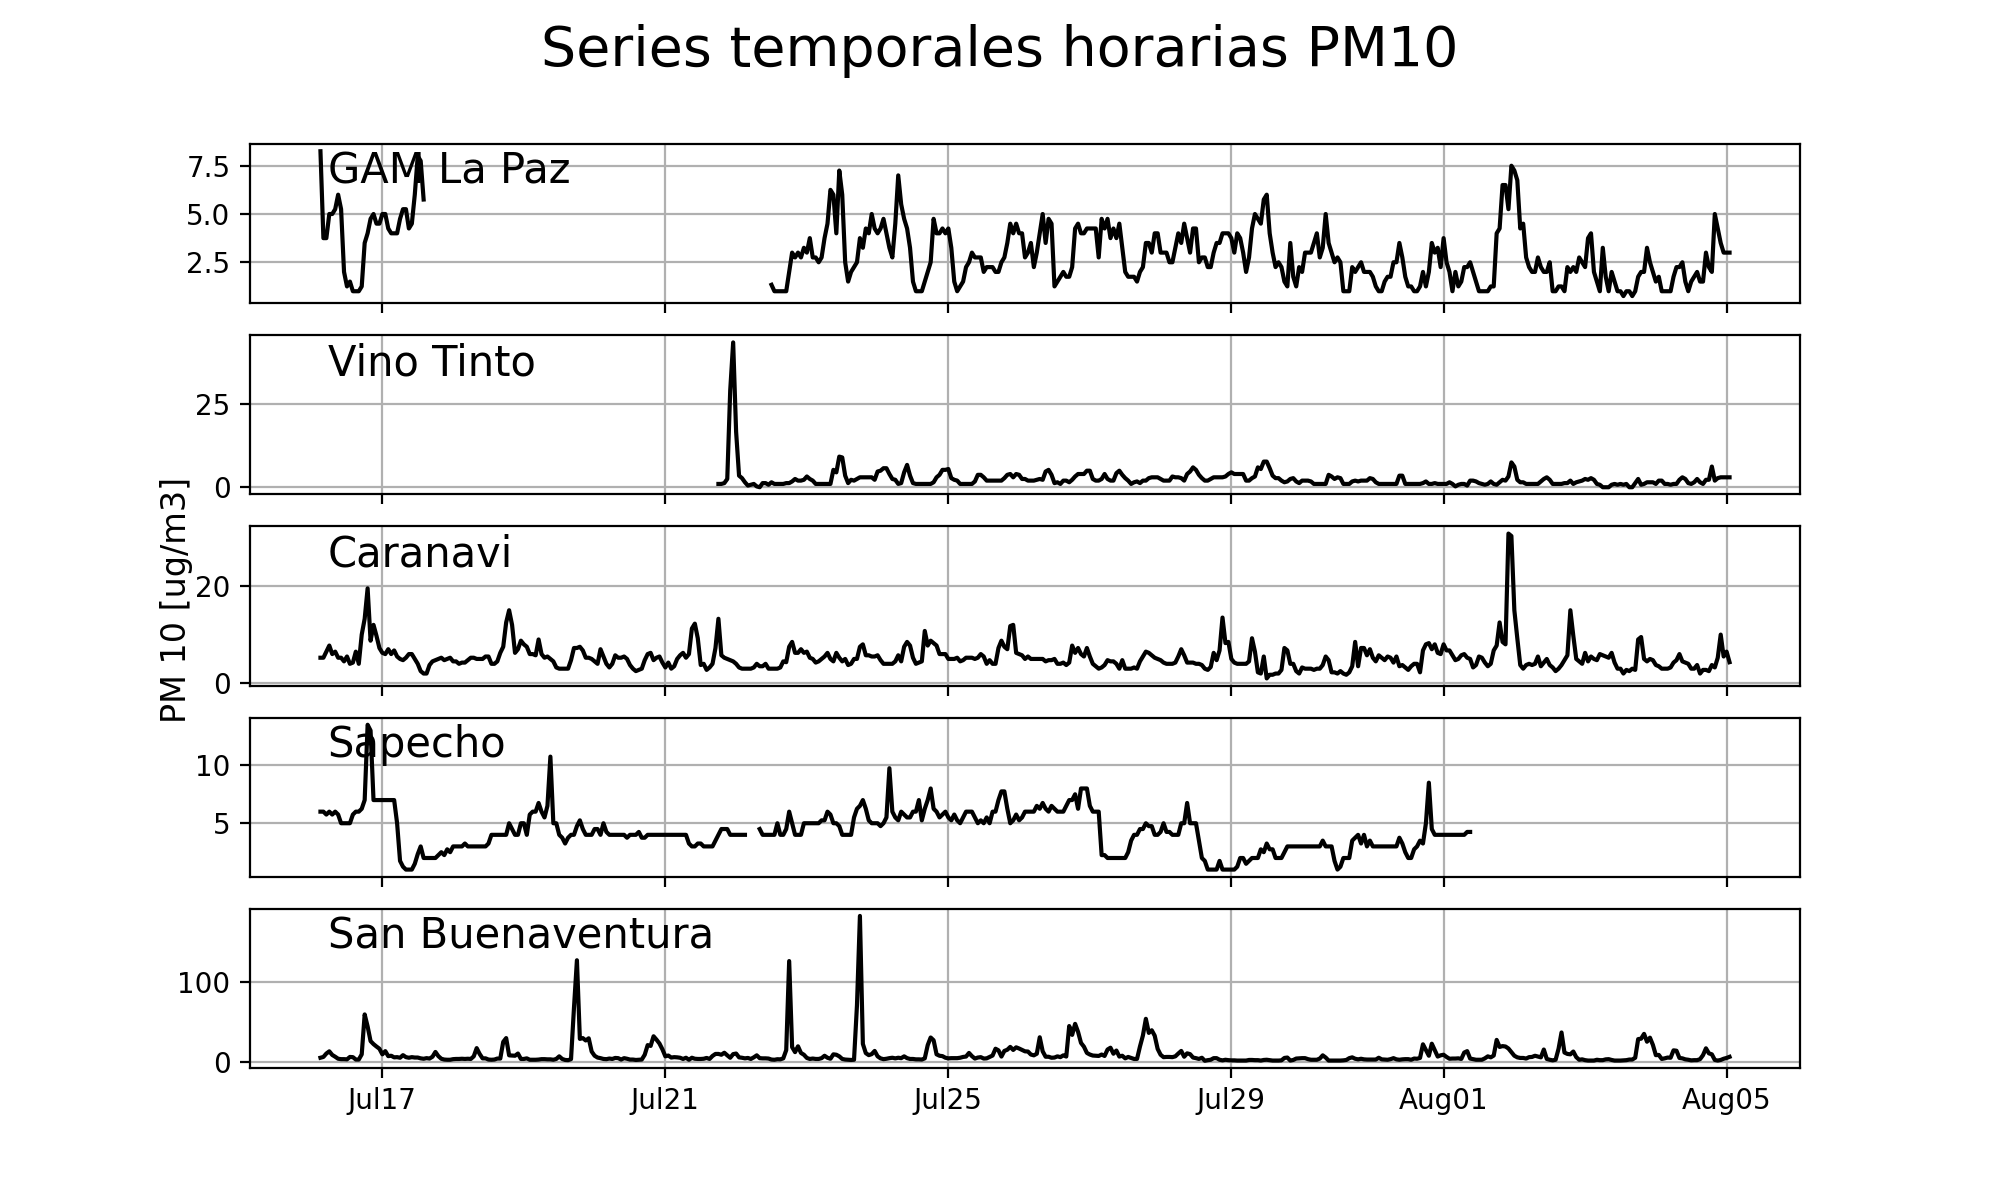 Series temporales horarias PM10
GAM La Paz
7.5
5.0
2.5
Vino Tinto
25
0
PM 10 [ug/m3]
Caranavi
20
0
Sapecho
10
5
San Buenaventura
100
0
Jul17 Jul21 Jul25 Jul29 Aug01 Aug05